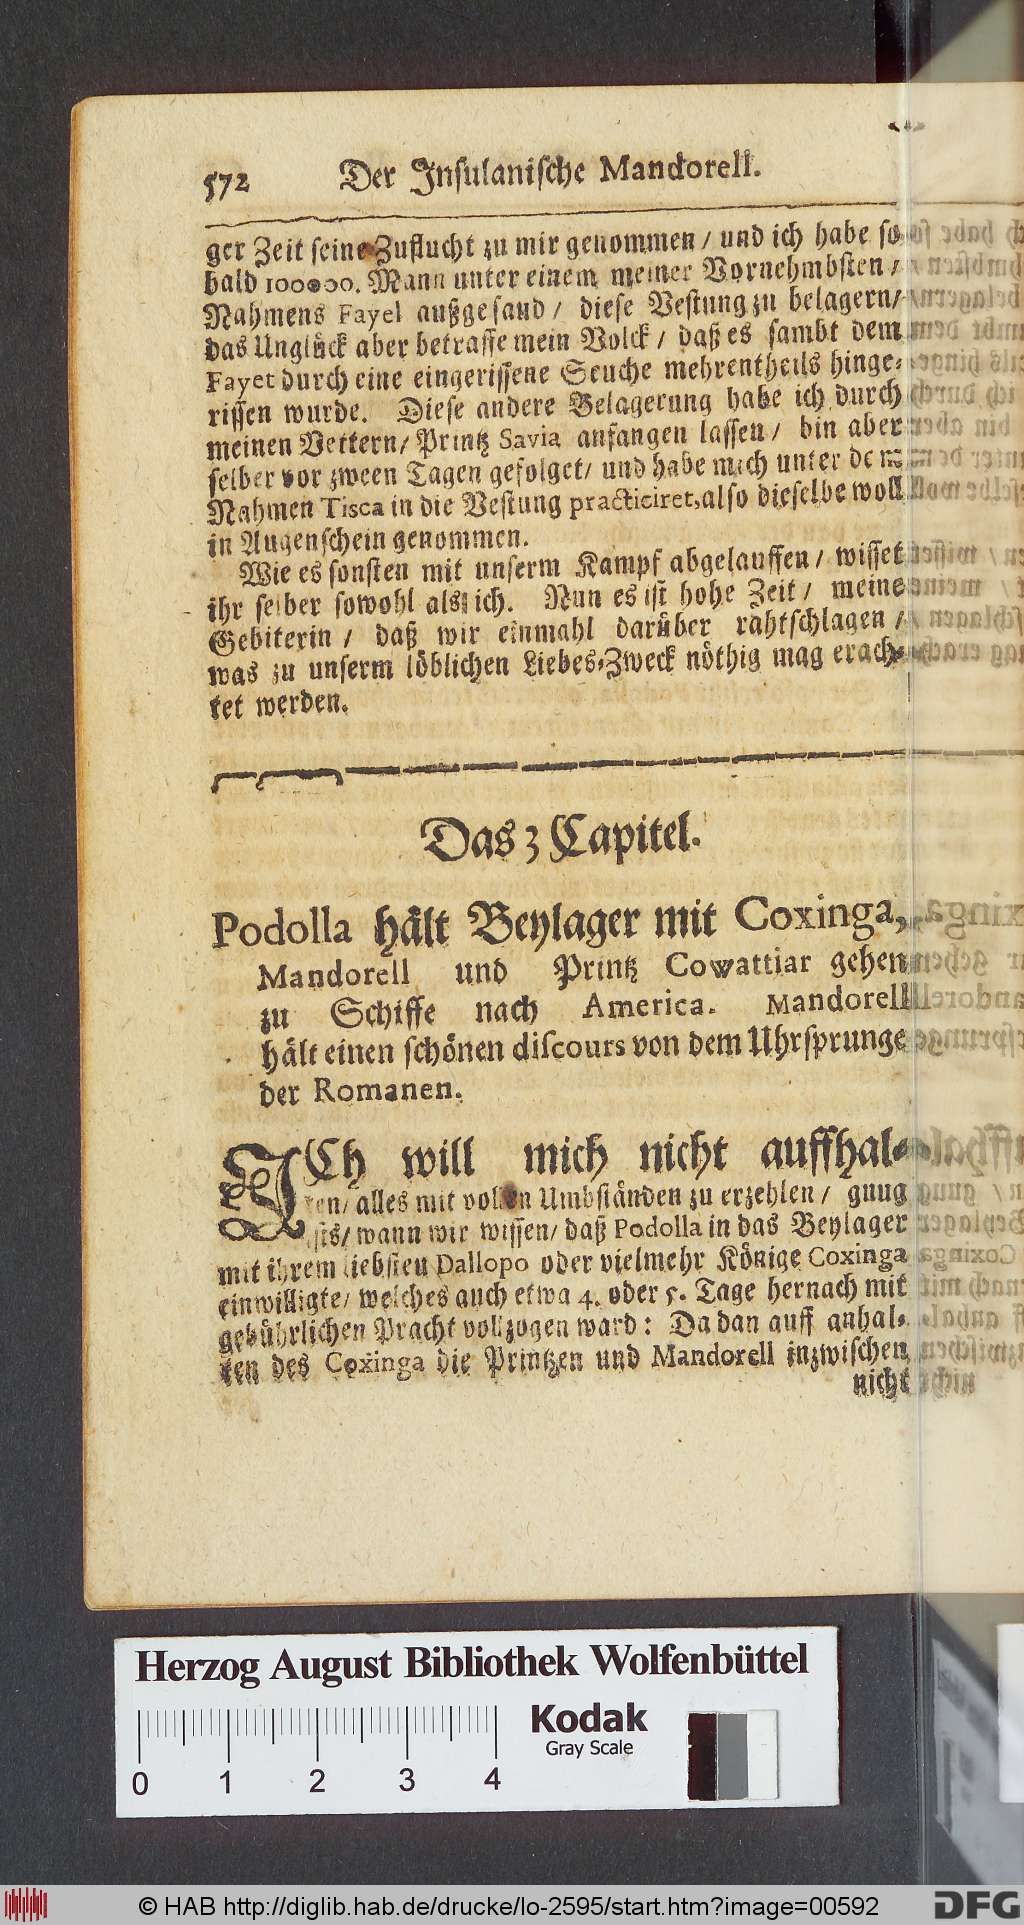 572 Der Insulanische Mandorell.
ger Zeit seine Zuflucht zu mir genommen / und ich habe so
bald 100000. Mann unter einem meiner Vornehmbsten /
Nahmens Fayel außgesand / diese Vestung zu belagern /
das Unglück aber betraffe mein Volck / daß es sambt dem
Fayet durch eine eingerissene Seuche mehrentheils hinge-
rissen wurde. Diese andere Belagerung habe ich durch
meinen Vettern / Printz Savia anfangen lassen / bin aber
selber vor zween Tagen gefolget / und habe mich unter dem
Nahmen Tisca in die Vestung practiciret, also dieselbe woll
in Augenschein genommen.
Wie es sonsten mit unserm Kampf abgelauffen / wisset
ihr selber sowohl als ich. Nun es ist hohe Zeit / meine
Gebiterin / daß wir einmahl darüber rahtschlagen /
was zu unserm löblichen Liebes-Zweck nöthig mag erach-
tet werden.
Das 3 Capitel.
Podolla hält Beylager mit Coxinga,
Mandorell und Printz Cowattiar gehen
zu Schiffe nach America. Mandorell
hält einen schönen discours von dem Uhrsprunge
der Romanen.
ICh will mich nicht auffhal-
ten / alles mit vollen Umbständen zu erzehlen / gnug
ists / wann wir wissen / daß Podolla in das Beylager
mit ihrem liebsten Dallopo oder vielmehr Könige Coxinga
einwilligte / welches auch etwa 4. oder 5. Tage hernach mit
gebührlichen Pracht vollzogen ward: Da dan auff anhal-
ten des Coxinga die Printzen und Mandorell inzwischen
nicht
Herzog August Bibliothek Wolfenbüttel
Kodak
Gray Scale
0 1 2 3 4
© HAB http://diglib.hab.de/drucke/lo-2595/start.htm?image=00592
DFG